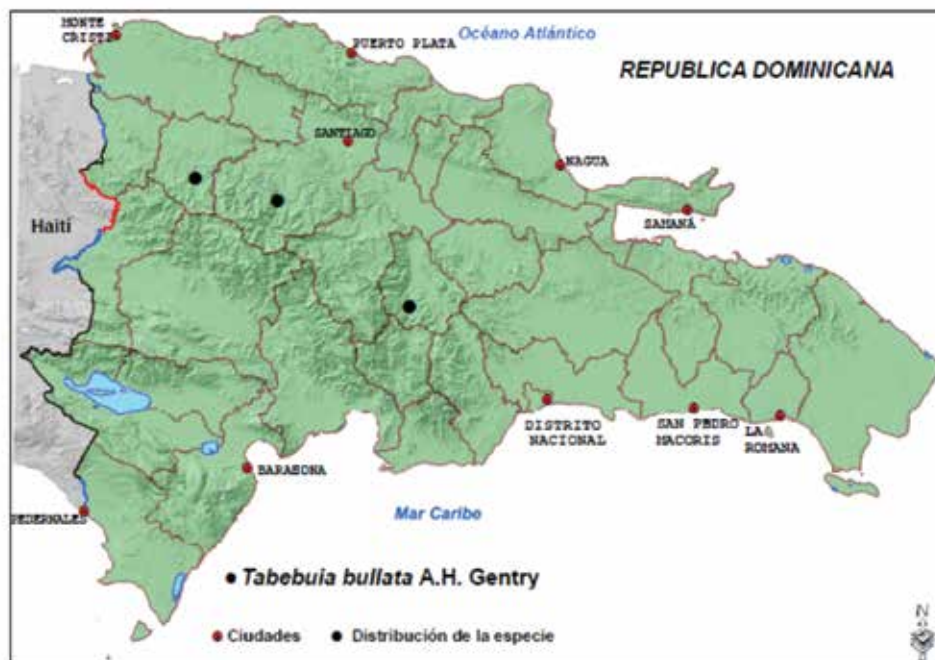 MONTE
CRISTI
Océano Atlántico
PUERTO PLATA
REPUBLICA DOMINICANA
SANTIAGO
NAGUA
SAMANÁ
Haití
DISTRITO
NACIONAL
SAN PEDRO
MACORIS
LA
ROMANA
BARAHONA
PEDERNALES
Mar Caribe
Tabebuia bullata A.H. Gentry
Ciudades
Distribución de la especie
N